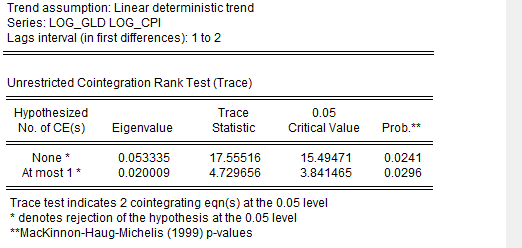 Trend assumption: Linear deterministic trend
Series: LOG_GLD LOG_CPI
Lags interval (in first differences): 1 to 2
Unrestricted Cointegration Rank Test (Trace)
Hypothesized Trace 0.05
No. of CE(s) Eigenvalue Statistic Critical Value Prob.**
None * 0.053335 17.55516 15.49471 0.0241
At most 1 * 0.020009 4.729656 3.841465 0.0296
Trace test indicates 2 cointegrating eqn(s) at the 0.05 level
* denotes rejection of the hypothesis at the 0.05 level
**MacKinnon-Haug-Michelis (1999) p-values